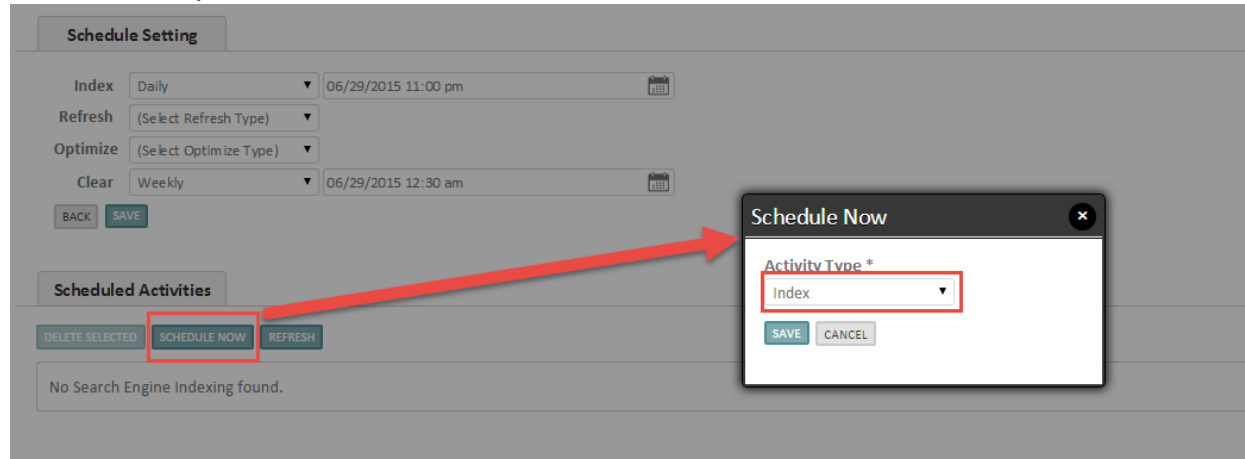 Schedule Setting
Index Daily 06/29/2015 11:00 pm
Refresh (Select Refresh Type)
Optimize (Select Optimize Type)
Clear Weekly 06/29/2015 12:30 am
BACK SAVE
Schedule Now
Activity Type *
Index
SAVE CANCEL
Scheduled Activities
DELETE SELECTED SCHEDULE NOW REFRESH
No Search Engine Indexing found.